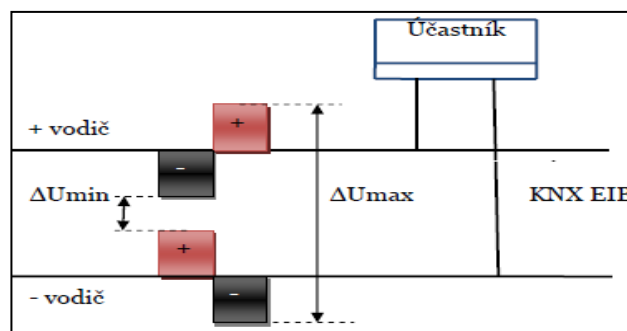 Účastník
+ vodič
+
-
ΔUmin
ΔUmax
KNX EIB
+
- vodič
-